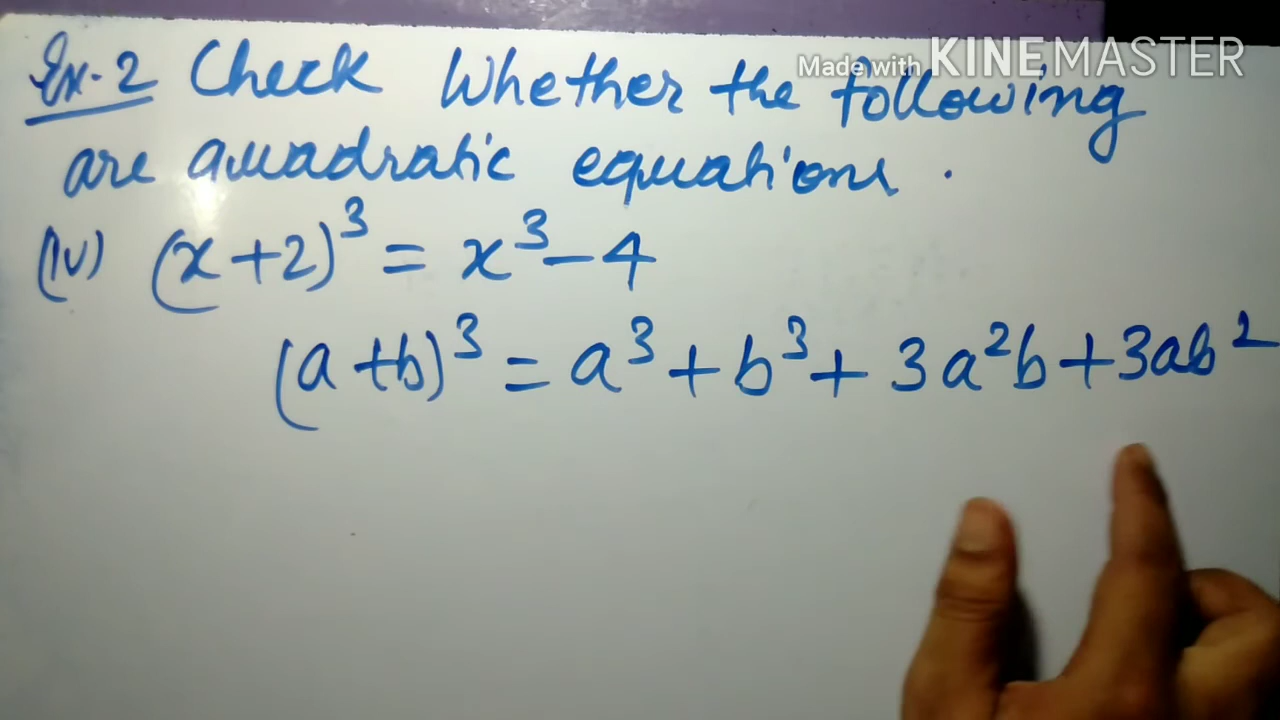 Ex-2 Check Whether the following
Made with KINEMASTER
are quadratic equations .
(iv) (x+2)³ = x³-4
(a+b)³ = a³ + b³ + 3a²b + 3ab²